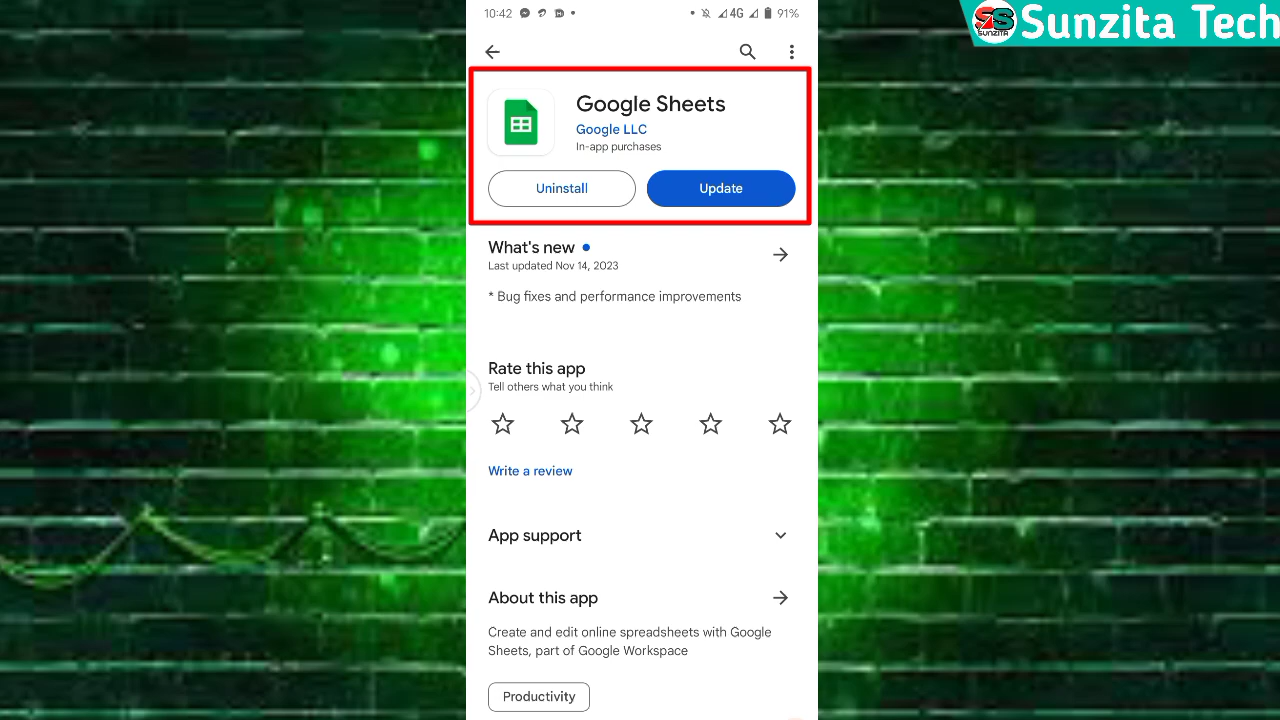 10:42
4G
91%
SS
SUNZITA
Sunzita Tech
Google Sheets
Google LLC
In-app purchases
Uninstall
Update
What's new
Last updated Nov 14, 2023
* Bug fixes and performance improvements
Rate this app
Tell others what you think
Write a review
App support
About this app
Create and edit online spreadsheets with Google
Sheets, part of Google Workspace
Productivity